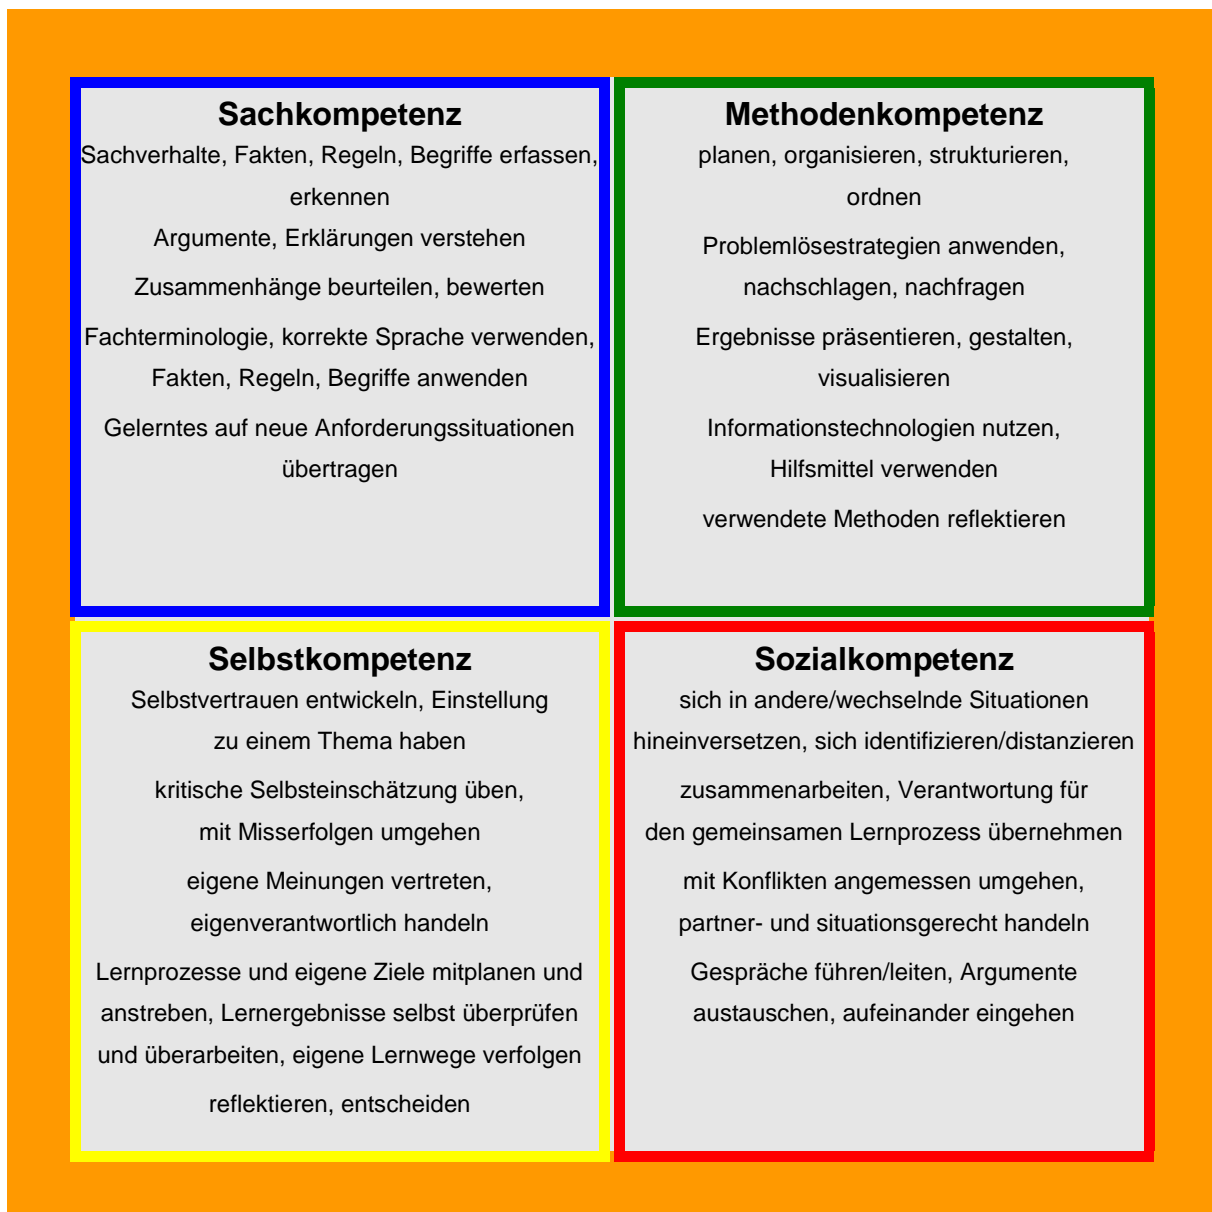 Sachkompetenz
Sachverhalte, Fakten, Regeln, Begriffe erfassen,
erkennen
Argumente, Erklärungen verstehen
Zusammenhänge beurteilen, bewerten
Fachterminologie, korrekte Sprache verwenden,
Fakten, Regeln, Begriffe anwenden
Gelerntes auf neue Anforderungssituationen
übertragen
Methodenkompetenz
planen, organisieren, strukturieren,
ordnen
Problemlösestrategien anwenden,
nachschlagen, nachfragen
Ergebnisse präsentieren, gestalten,
visualisieren
Informationstechnologien nutzen,
Hilfsmittel verwenden
verwendete Methoden reflektieren
Selbstkompetenz
Selbstvertrauen entwickeln, Einstellung
zu einem Thema haben
kritische Selbsteinschätzung üben,
mit Misserfolgen umgehen
eigene Meinungen vertreten,
eigenverantwortlich handeln
Lernprozesse und eigene Ziele mitplanen und
anstreben, Lernergebnisse selbst überprüfen
und überarbeiten, eigene Lernwege verfolgen
reflektieren, entscheiden
Sozialkompetenz
sich in andere/wechselnde Situationen
hineinversetzen, sich identifizieren/distanzieren
zusammenarbeiten, Verantwortung für
den gemeinsamen Lernprozess übernehmen
mit Konflikten angemessen umgehen,
partner- und situationsgerecht handeln
Gespräche führen/leiten, Argumente
austauschen, aufeinander eingehen